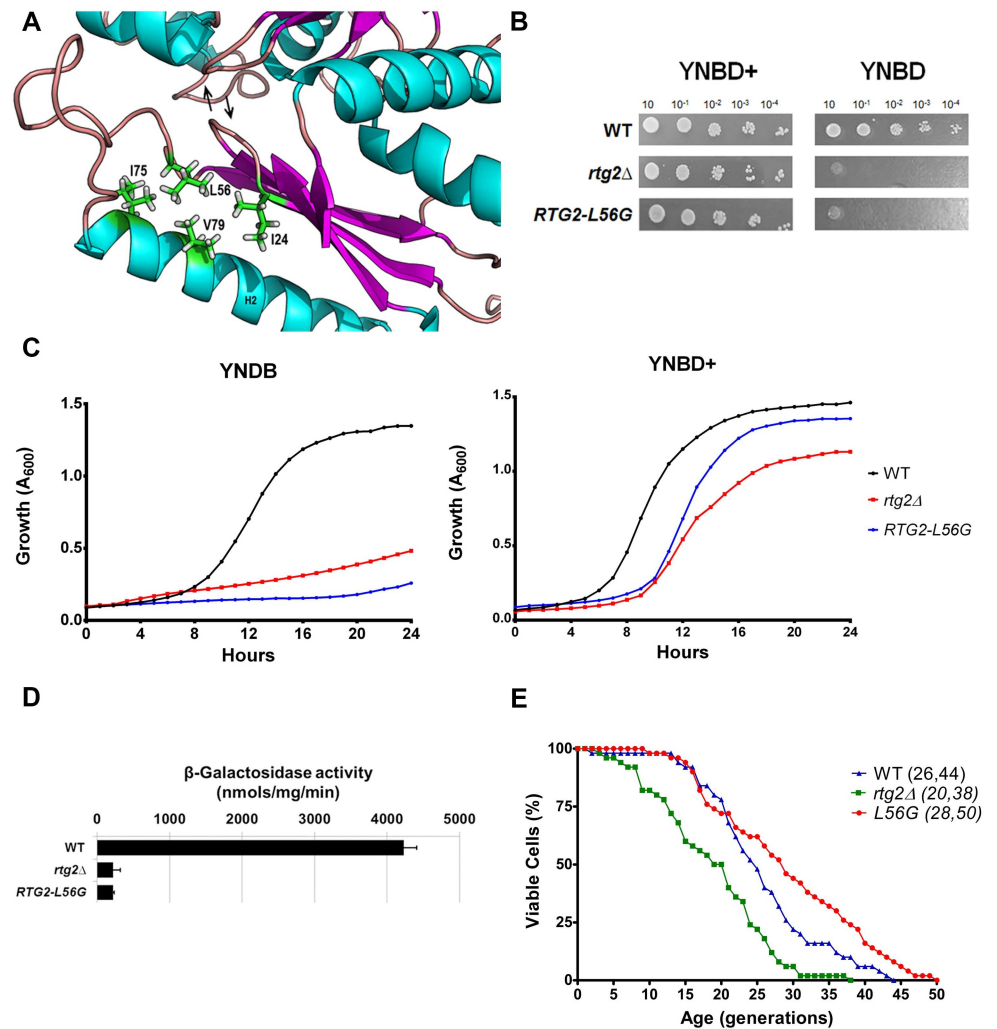 A
I75
L56
V79
I24
H2
B
YNBD+
YNBD
10 10-1 10-2 10-3 10-4
10 10-1 10-2 10-3 10-4
WT
rtg2Δ
RTG2-L56G
C
YNDB
1.5
1.0
0.5
0.0
Growth (A600)
0 4 8 12 16 20 24
Hours
YNBD+
1.5
1.0
0.5
0.0
Growth (A600)
0 4 8 12 16 20 24
Hours
WT
rtg2Δ
RTG2-L56G
D
β-Galactosidase activity
(nmols/mg/min)
0 1000 2000 3000 4000 5000
WT
rtg2Δ
RTG2-L56G
E
100
75
50
25
0
Viable Cells (%)
0 5 10 15 20 25 30 35 40 45 50
Age (generations)
WT (26,44)
rtg2Δ (20,38)
L56G (28,50)